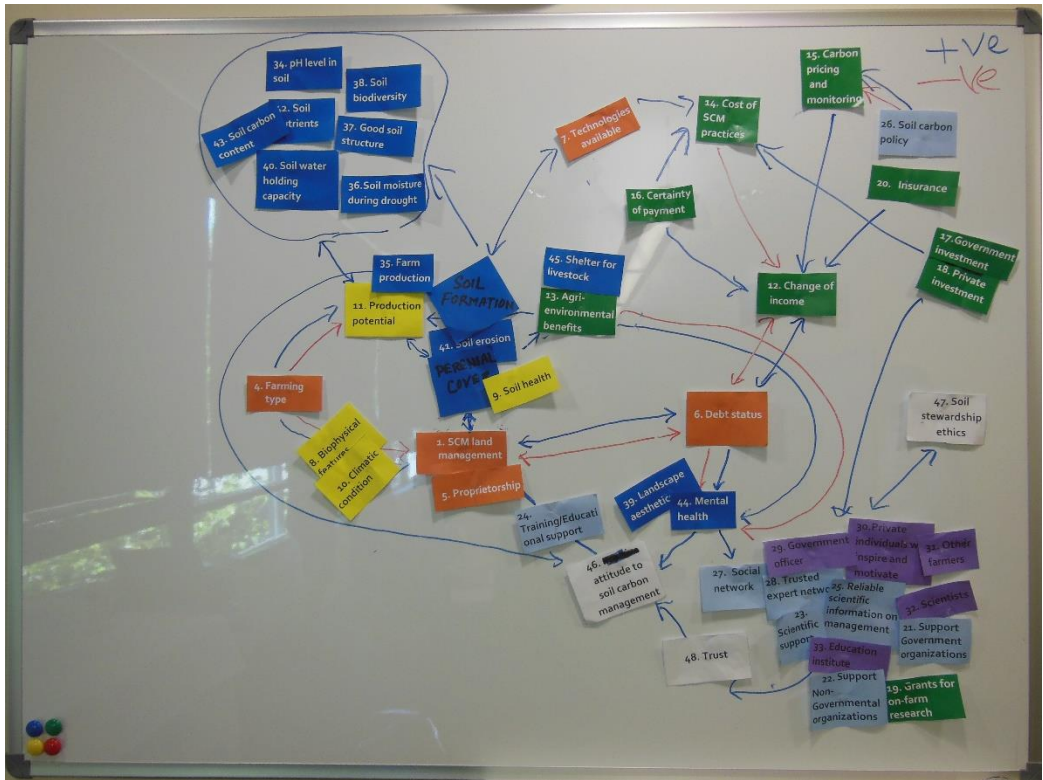 34. pH level in
soil
38. Soil
biodiversity
43. Soil carbon
content
Soil
37. Good soil
structure
40. Soil water
holding
capacity
36. Soil moisture
during drought
7. Technologies
available
14. Cost of
SCM
practices
15. Carbon
pricing
and
monitoring
+ve
-ve
26. Soil carbon
policy
20. Insurance
16. Certainty
of payment
17. Government
investment
18. Private
investment
35. Farm
production
11. Production
potential
SOIL
FORMATION
45. Shelter for
livestock
13. Agri-
environmental
benefits
12. Change of
income
41. Soil erosion
9. Soil health
4. Farming
type
8. Biophysical
features
10. Climatic
condition
1. SCM land
management
5. Proprietorship
6. Debt status
47. Soil
stewardship
ethics
24.
Training/Educati
onal support
39. Landscape
aesthetic
44. Mental
health
46.
attitude to
soil carbon
management
27. Social
network
48. Trust
29. Government
officer
30. Private
individuals
nspire and
motivate
31. Other
farmers
28. Trusted
expert netw
25. Reliable
scientific
information on
management
32. Scientists
23.
Scientific
support
21. Support
Government
organizations
33. Education
institute
22. Support
Non-
Governmental
organizations
19. Grants for
on-farm
research